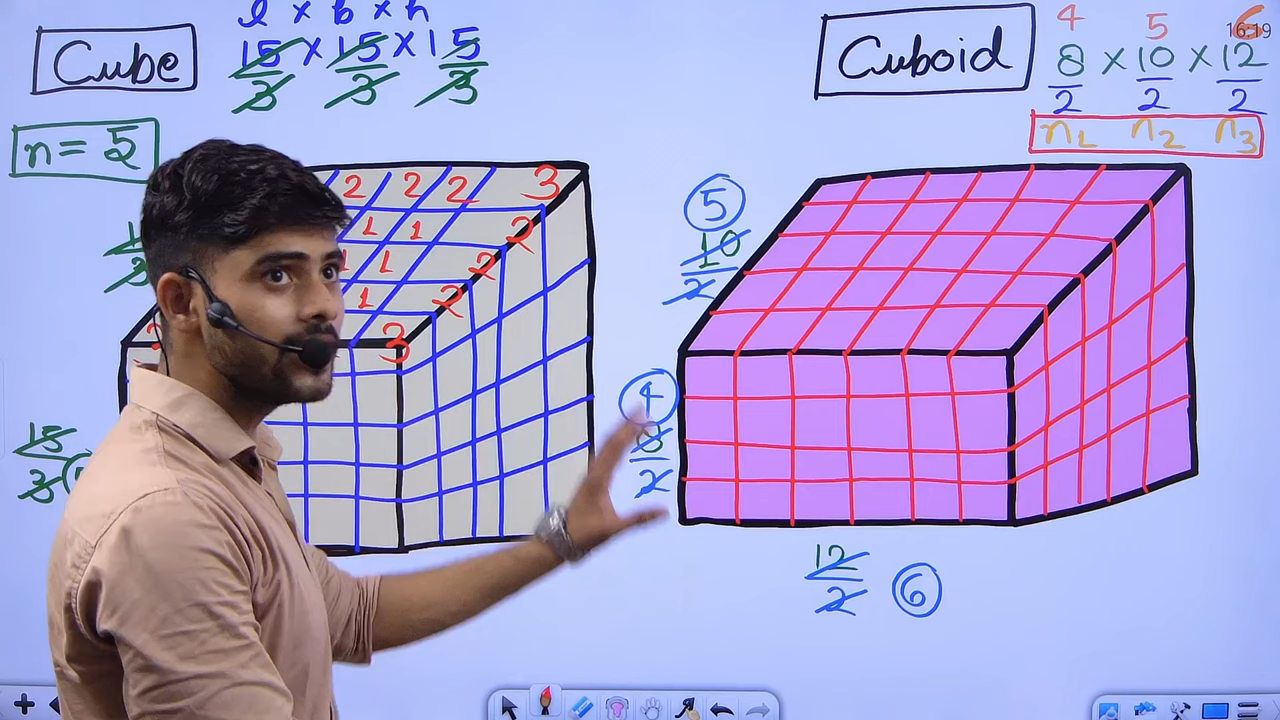 l × b × h
Cube
15/3 × 15/3 × 15/3
n = 5
Cuboid
4 5 6
16:19
8/2 × 10/2 × 12/2
n1 n2 n3
2 2 2 3
1 1 2
1 2
1 2
3
5
10/2
4
8/2
15/3
12/2 6